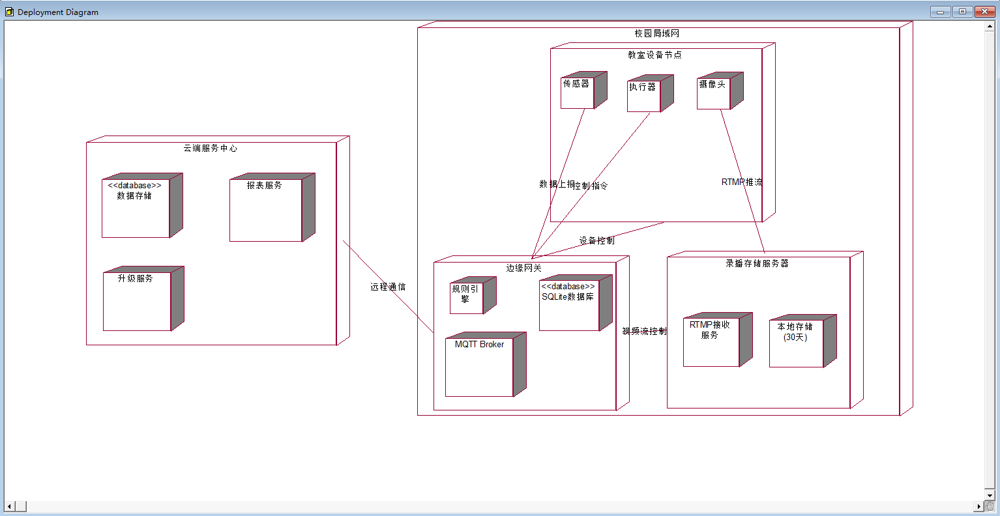 Deployment Diagram
校园局域网
教室设备节点
传感器
执行器
摄像头
云端服务中心
<<database>>
数据存储
报表服务
升级服务
数据上报
控制指令
RTMP推流
设备控制
远程通信
边缘网关
规则引
擎
<<database>>
SQLite数据库
MQTT Broker
视频流控制
录播存储服务器
RTMP接收
服务
本地存储
(30天)